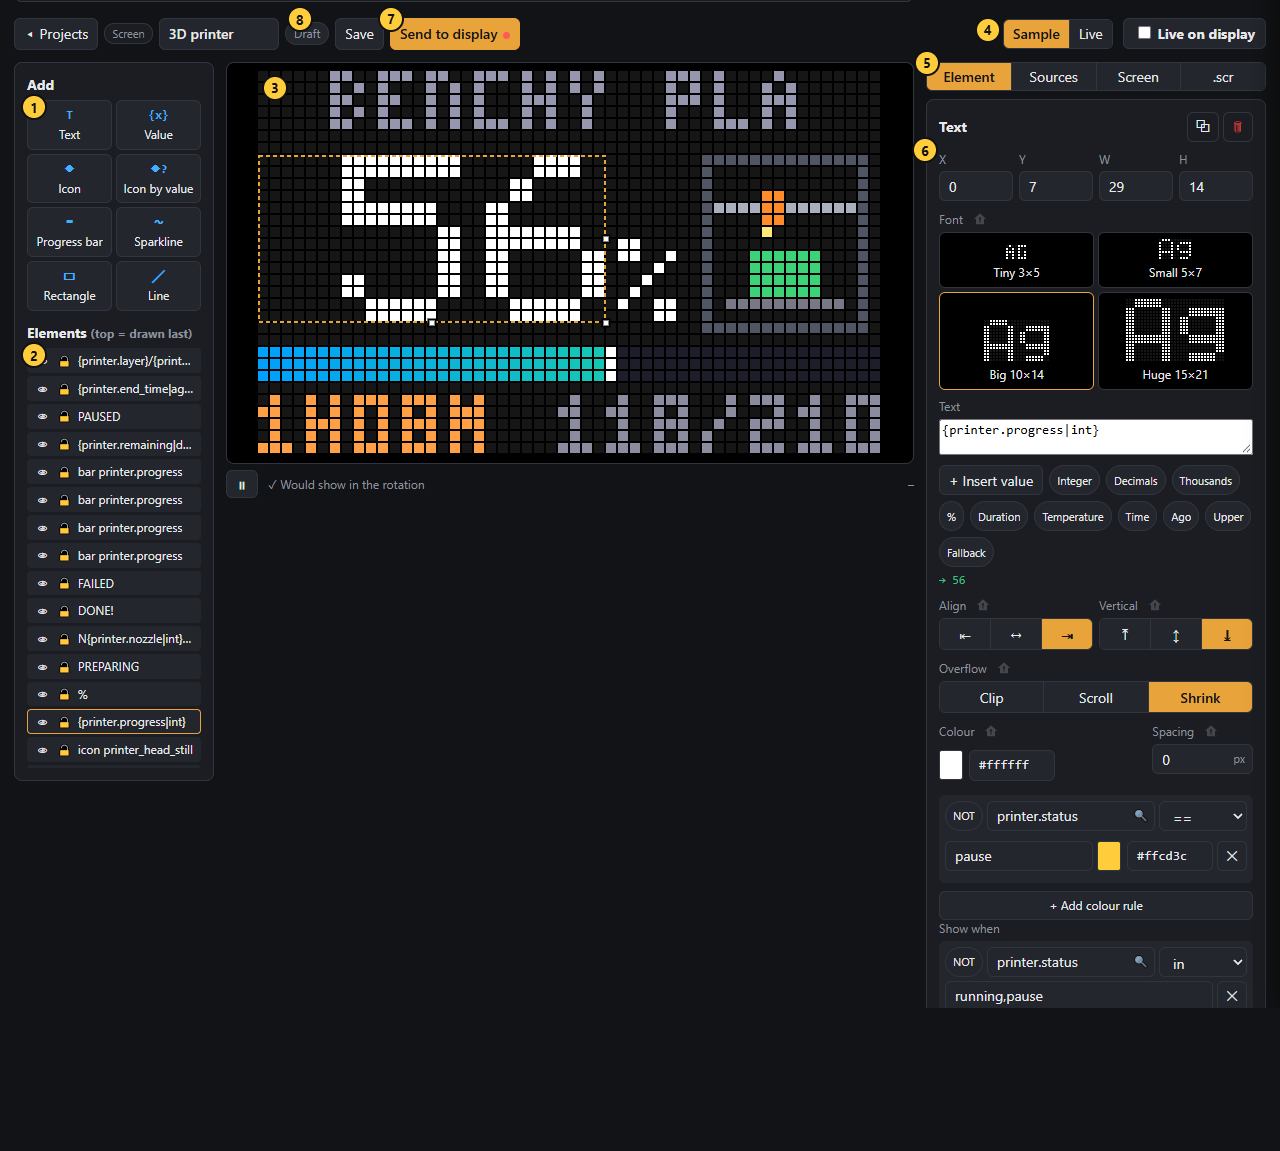 8
7
4
◂ Projects
Screen
3D printer
Draft
Save
Send to display
Sample
Live
Live on display
5
Element
Sources
Screen
.scr
Add
1
T
Text
{x}
Value
Icon
?
Icon by value
Progress bar
~
Sparkline
Rectangle
Line
Elements (top = drawn last)
2
{printer.layer}/{print...
{printer.end_time|ag...
PAUSED
{printer.remaining|d...
bar printer.progress
bar printer.progress
bar printer.progress
bar printer.progress
FAILED
DONE!
N{printer.nozzle|int}...
PREPARING
%
{printer.progress|int}
icon printer_head_still
3
BENCHY PLA
56%
1H08M 118/210
✓ Would show in the rotation
–
Text
6
X
Y
W
H
0
7
29
14
Font
Ag
Tiny 3×5
Ag
Small 5×7
Ag
Big 10×14
Ag
Huge 15×21
Text
{printer.progress|int}
+ Insert value
Integer
Decimals
Thousands
%
Duration
Temperature
Time
Ago
Upper
Fallback
→ 56
Align
Vertical
Overflow
Clip
Scroll
Shrink
Colour
Spacing
#ffffff
0
px
NOT
printer.status
==
pause
#ffcd3c
+ Add colour rule
Show when
NOT
printer.status
in
running,pause